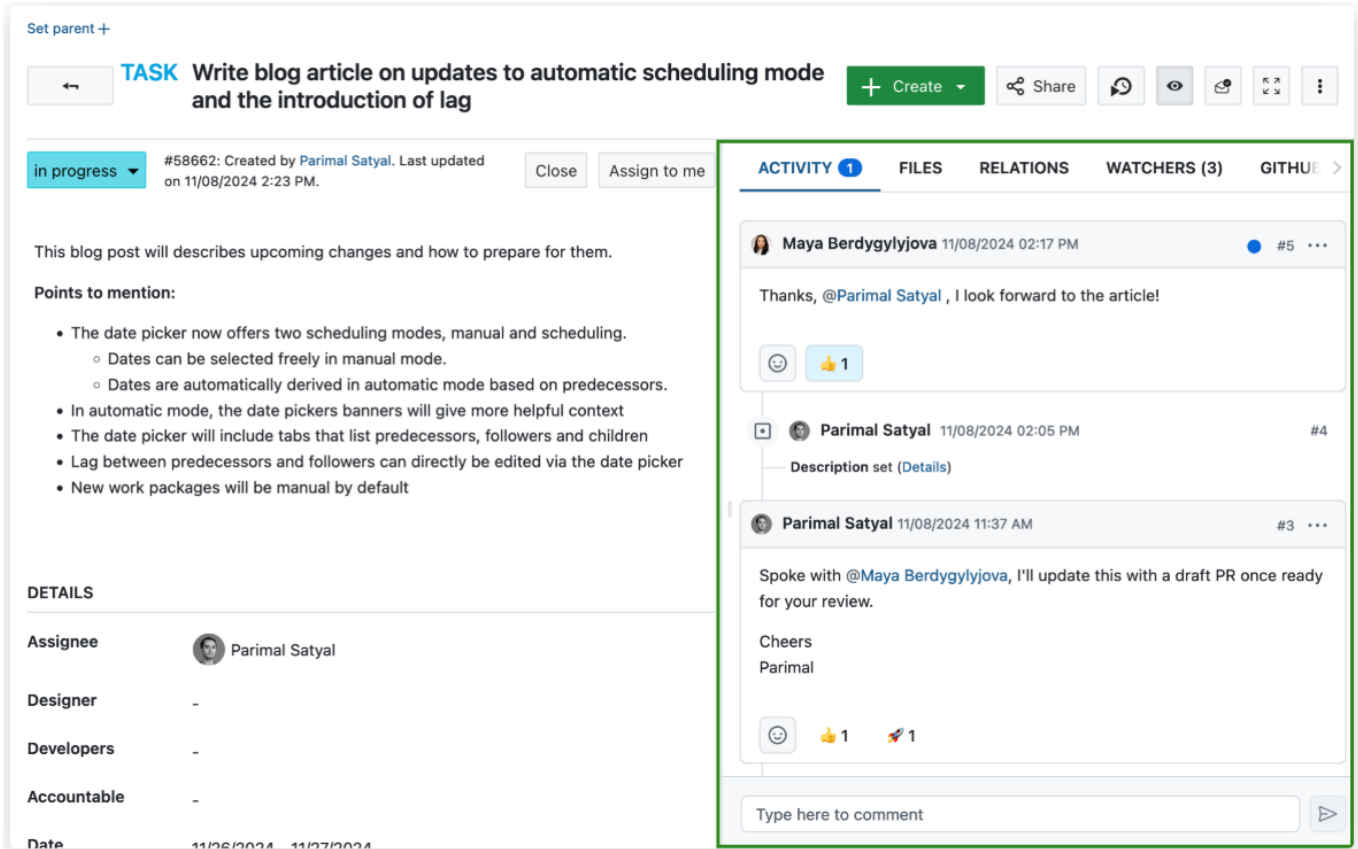 Set parent +
TASK Write blog article on updates to automatic scheduling mode
and the introduction of lag
Create
Share
in progress
#58662: Created by Parimal Satyal. Last updated
on 11/08/2024 2:23 PM.
Close
Assign to me
This blog post will describes upcoming changes and how to prepare for them.
Points to mention:
• The date picker now offers two scheduling modes, manual and scheduling.
◦ Dates can be selected freely in manual mode.
◦ Dates are automatically derived in automatic mode based on predecessors.
• In automatic mode, the date pickers banners will give more helpful context
• The date picker will include tabs that list predecessors, followers and children
• Lag between predecessors and followers can directly be edited via the date picker
• New work packages will be manual by default
DETAILS
Assignee
Parimal Satyal
Designer
-
Developers
-
Accountable
-
Date
11/26/2024 - 11/27/2024
ACTIVITY 1
FILES
RELATIONS
WATCHERS (3)
GITHUB
Maya Berdygylyjova 11/08/2024 02:17 PM
#5
Thanks, @Parimal Satyal , I look forward to the article!
👍 1
Parimal Satyal 11/08/2024 02:05 PM
#4
Description set (Details)
Parimal Satyal 11/08/2024 11:37 AM
#3
Spoke with @Maya Berdygylyjova, I'll update this with a draft PR once ready
for your review.
Cheers
Parimal
👍 1
🚀 1
Type here to comment